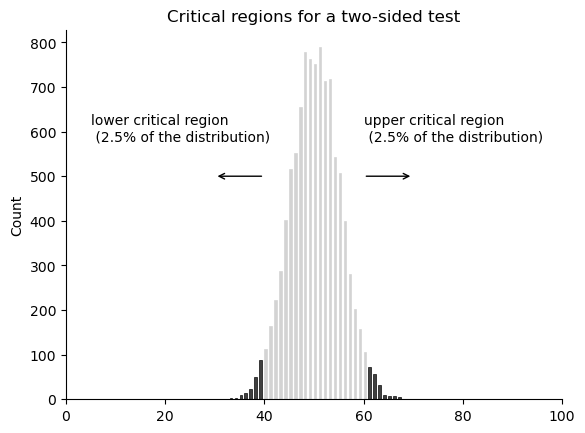 Critical regions for a two-sided test
800
700
lower critical region
(2.5% of the distribution)
upper critical region
(2.5% of the distribution)
600
500
400
300
200
100
0
Count
0 20 40 60 80 100